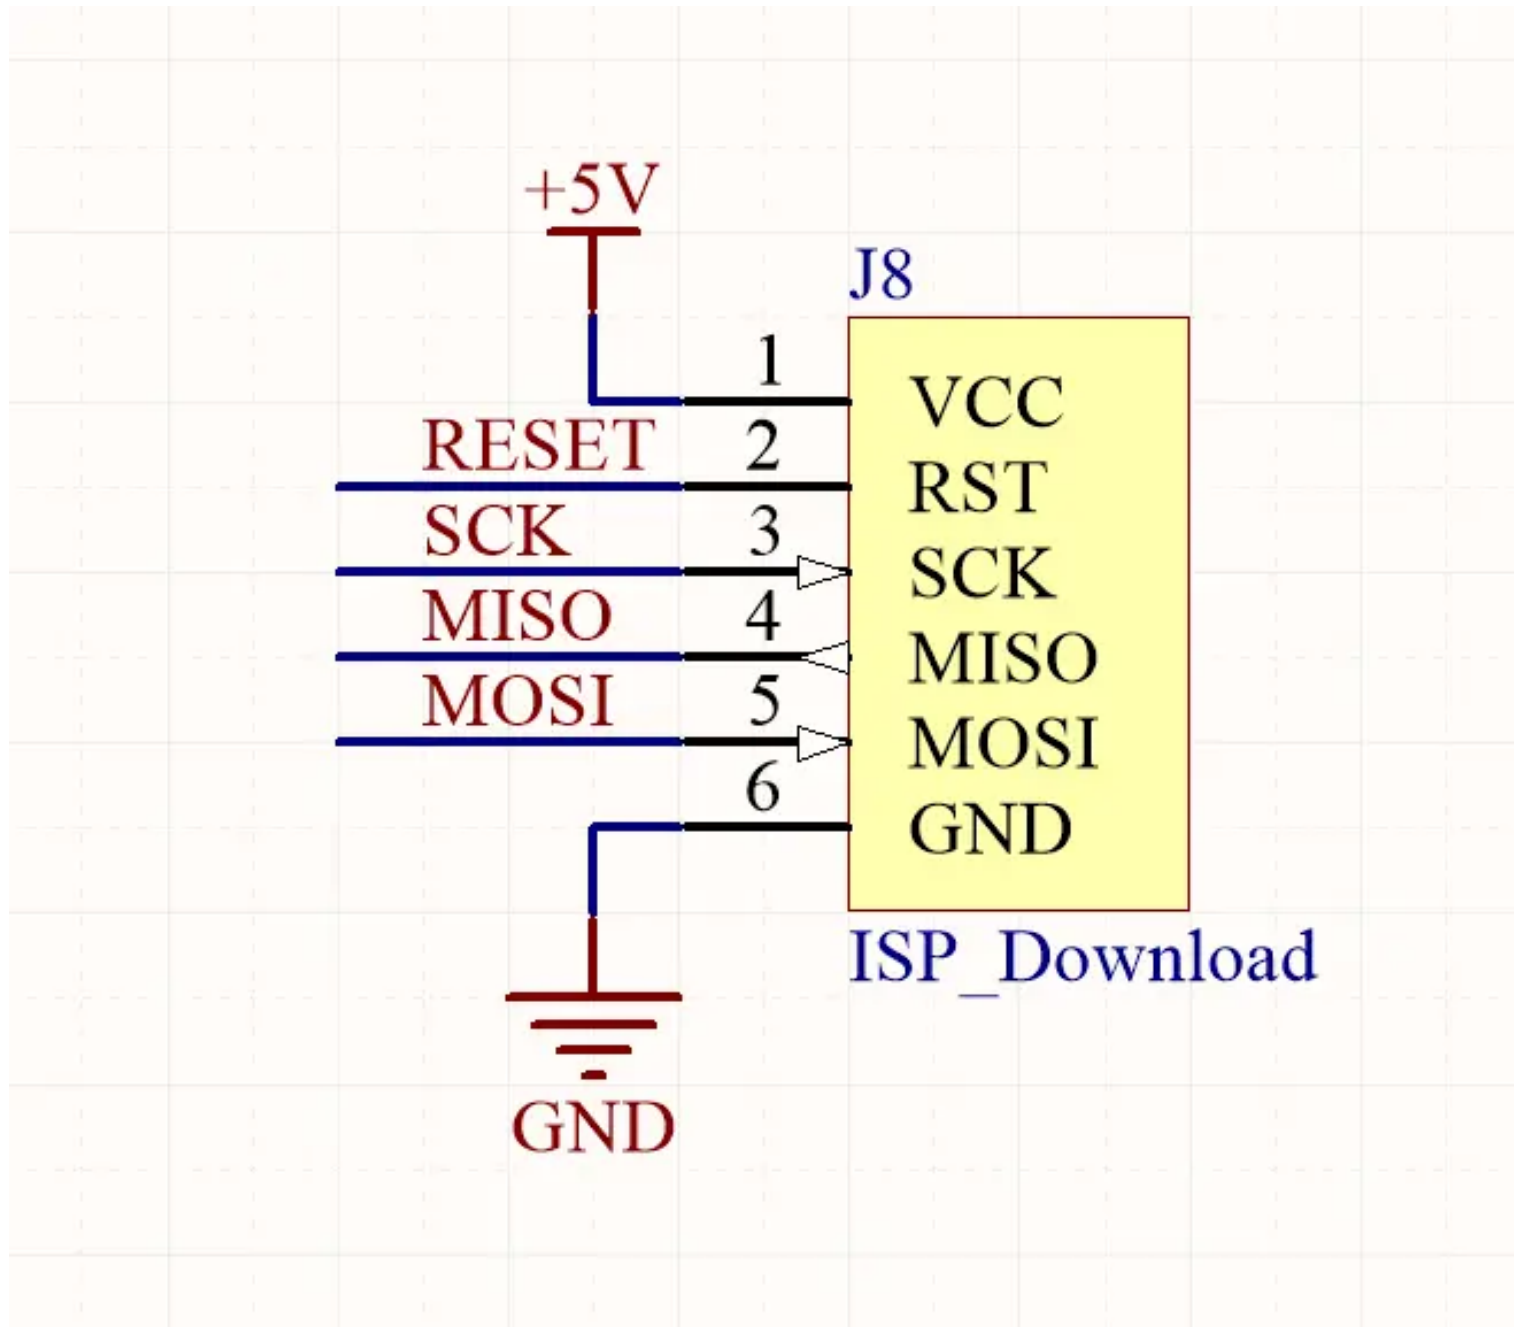 +5V
J8
1 VCC
RESET 2 RST
SCK 3 SCK
MISO 4 MISO
MOSI 5 MOSI
6 GND
ISP_Download
GND